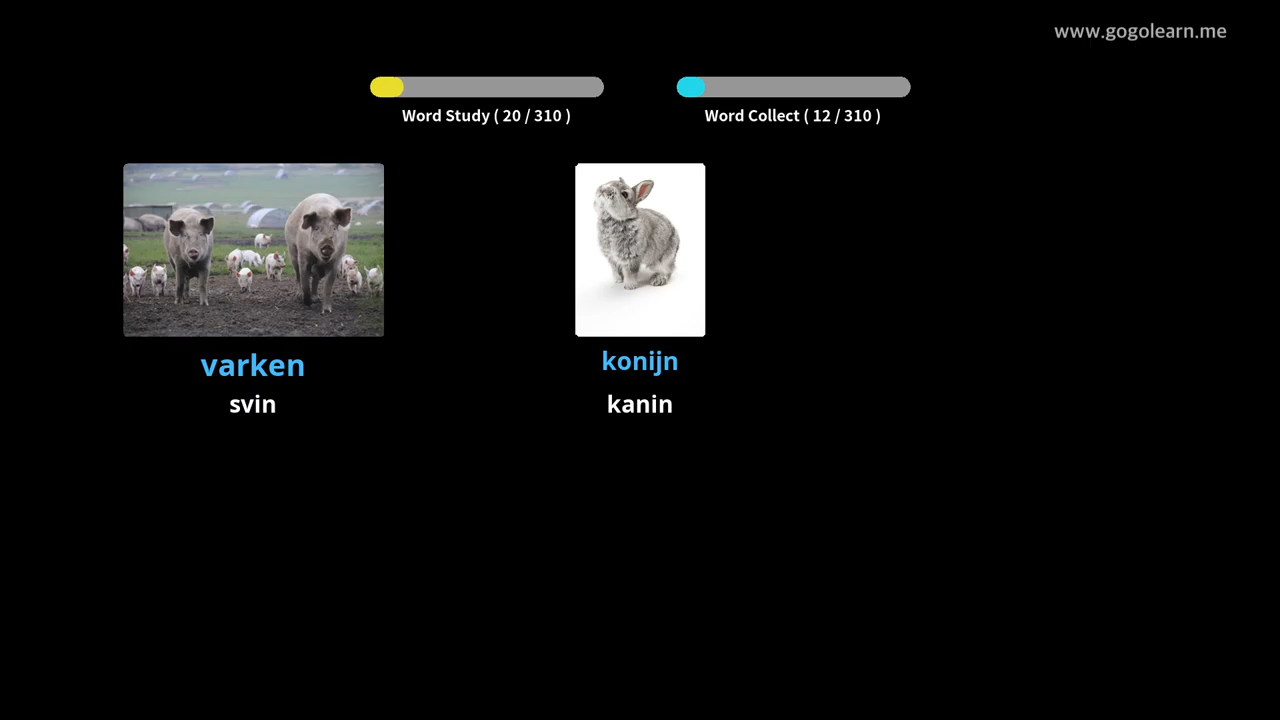 www.gogolearn.me
Word Study ( 20 / 310 )
Word Collect ( 12 / 310 )
varken
svin
konijn
kanin